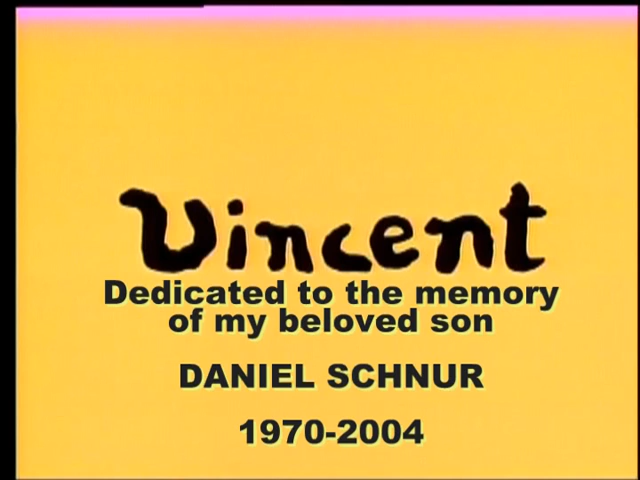 Vincent
Dedicated to the memory
of my beloved son
DANIEL SCHNUR
1970-2004